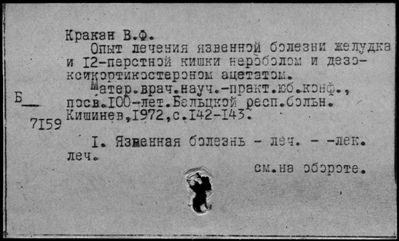 Кракан В.Ф.
Опыт лечения язвенной болезни желудка
и 12-перстной кишки нероболом и дезо-
ксикортикостероном ацетатом.
Матер.врач.науч.-практ.юб.конф.,
Б посв.100-лет.Бельцкой респ.больн.
7159 Кишинев,1972,с.142-143.
I. Язвенная болезнь - леч. - -лек.
леч.
см.на обороте.